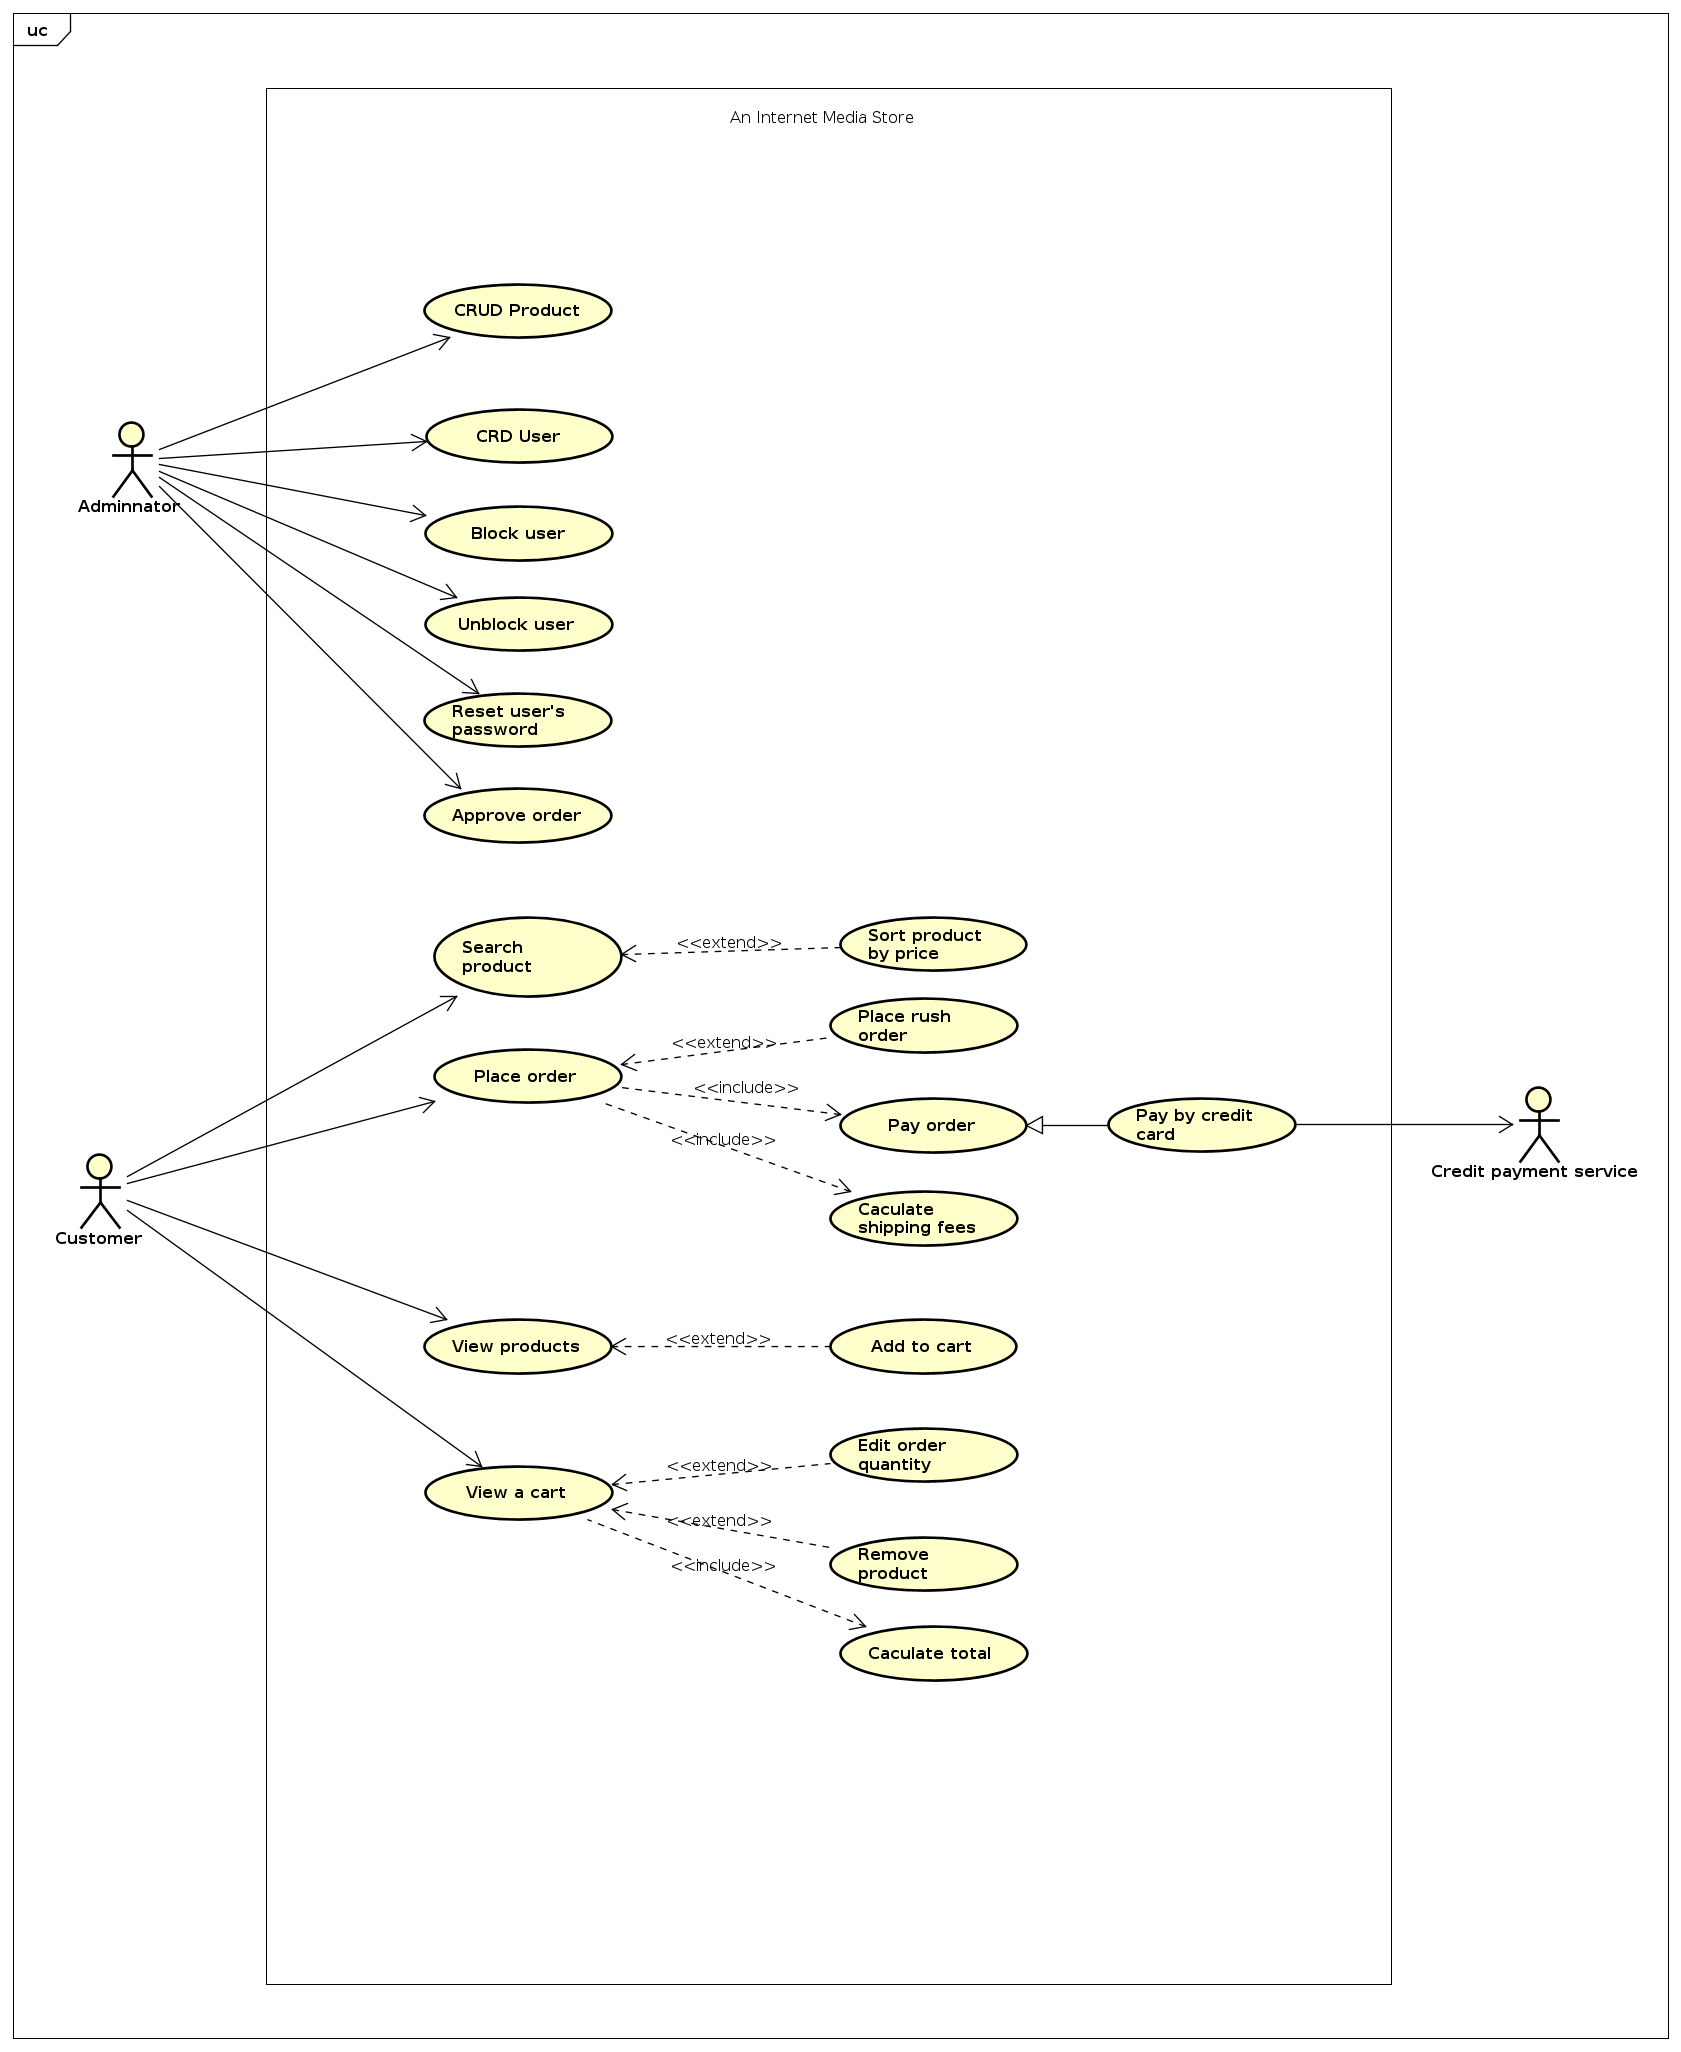 uc
An Internet Media Store
CRUD Product
CRD User
Adminnator
Block user
Unblock user
Reset user's
password
Approve order
Search
product
<<extend>>
Sort product
by price
Place order
<<extend>>
Place rush
order
<<include>>
Pay order
Pay by credit
card
Credit payment service
<<include>>
Caculate
shipping fees
Customer
View products
<<extend>>
Add to cart
View a cart
<<extend>>
Edit order
quantity
<<extend>>
Remove
product
<<include>>
Caculate total